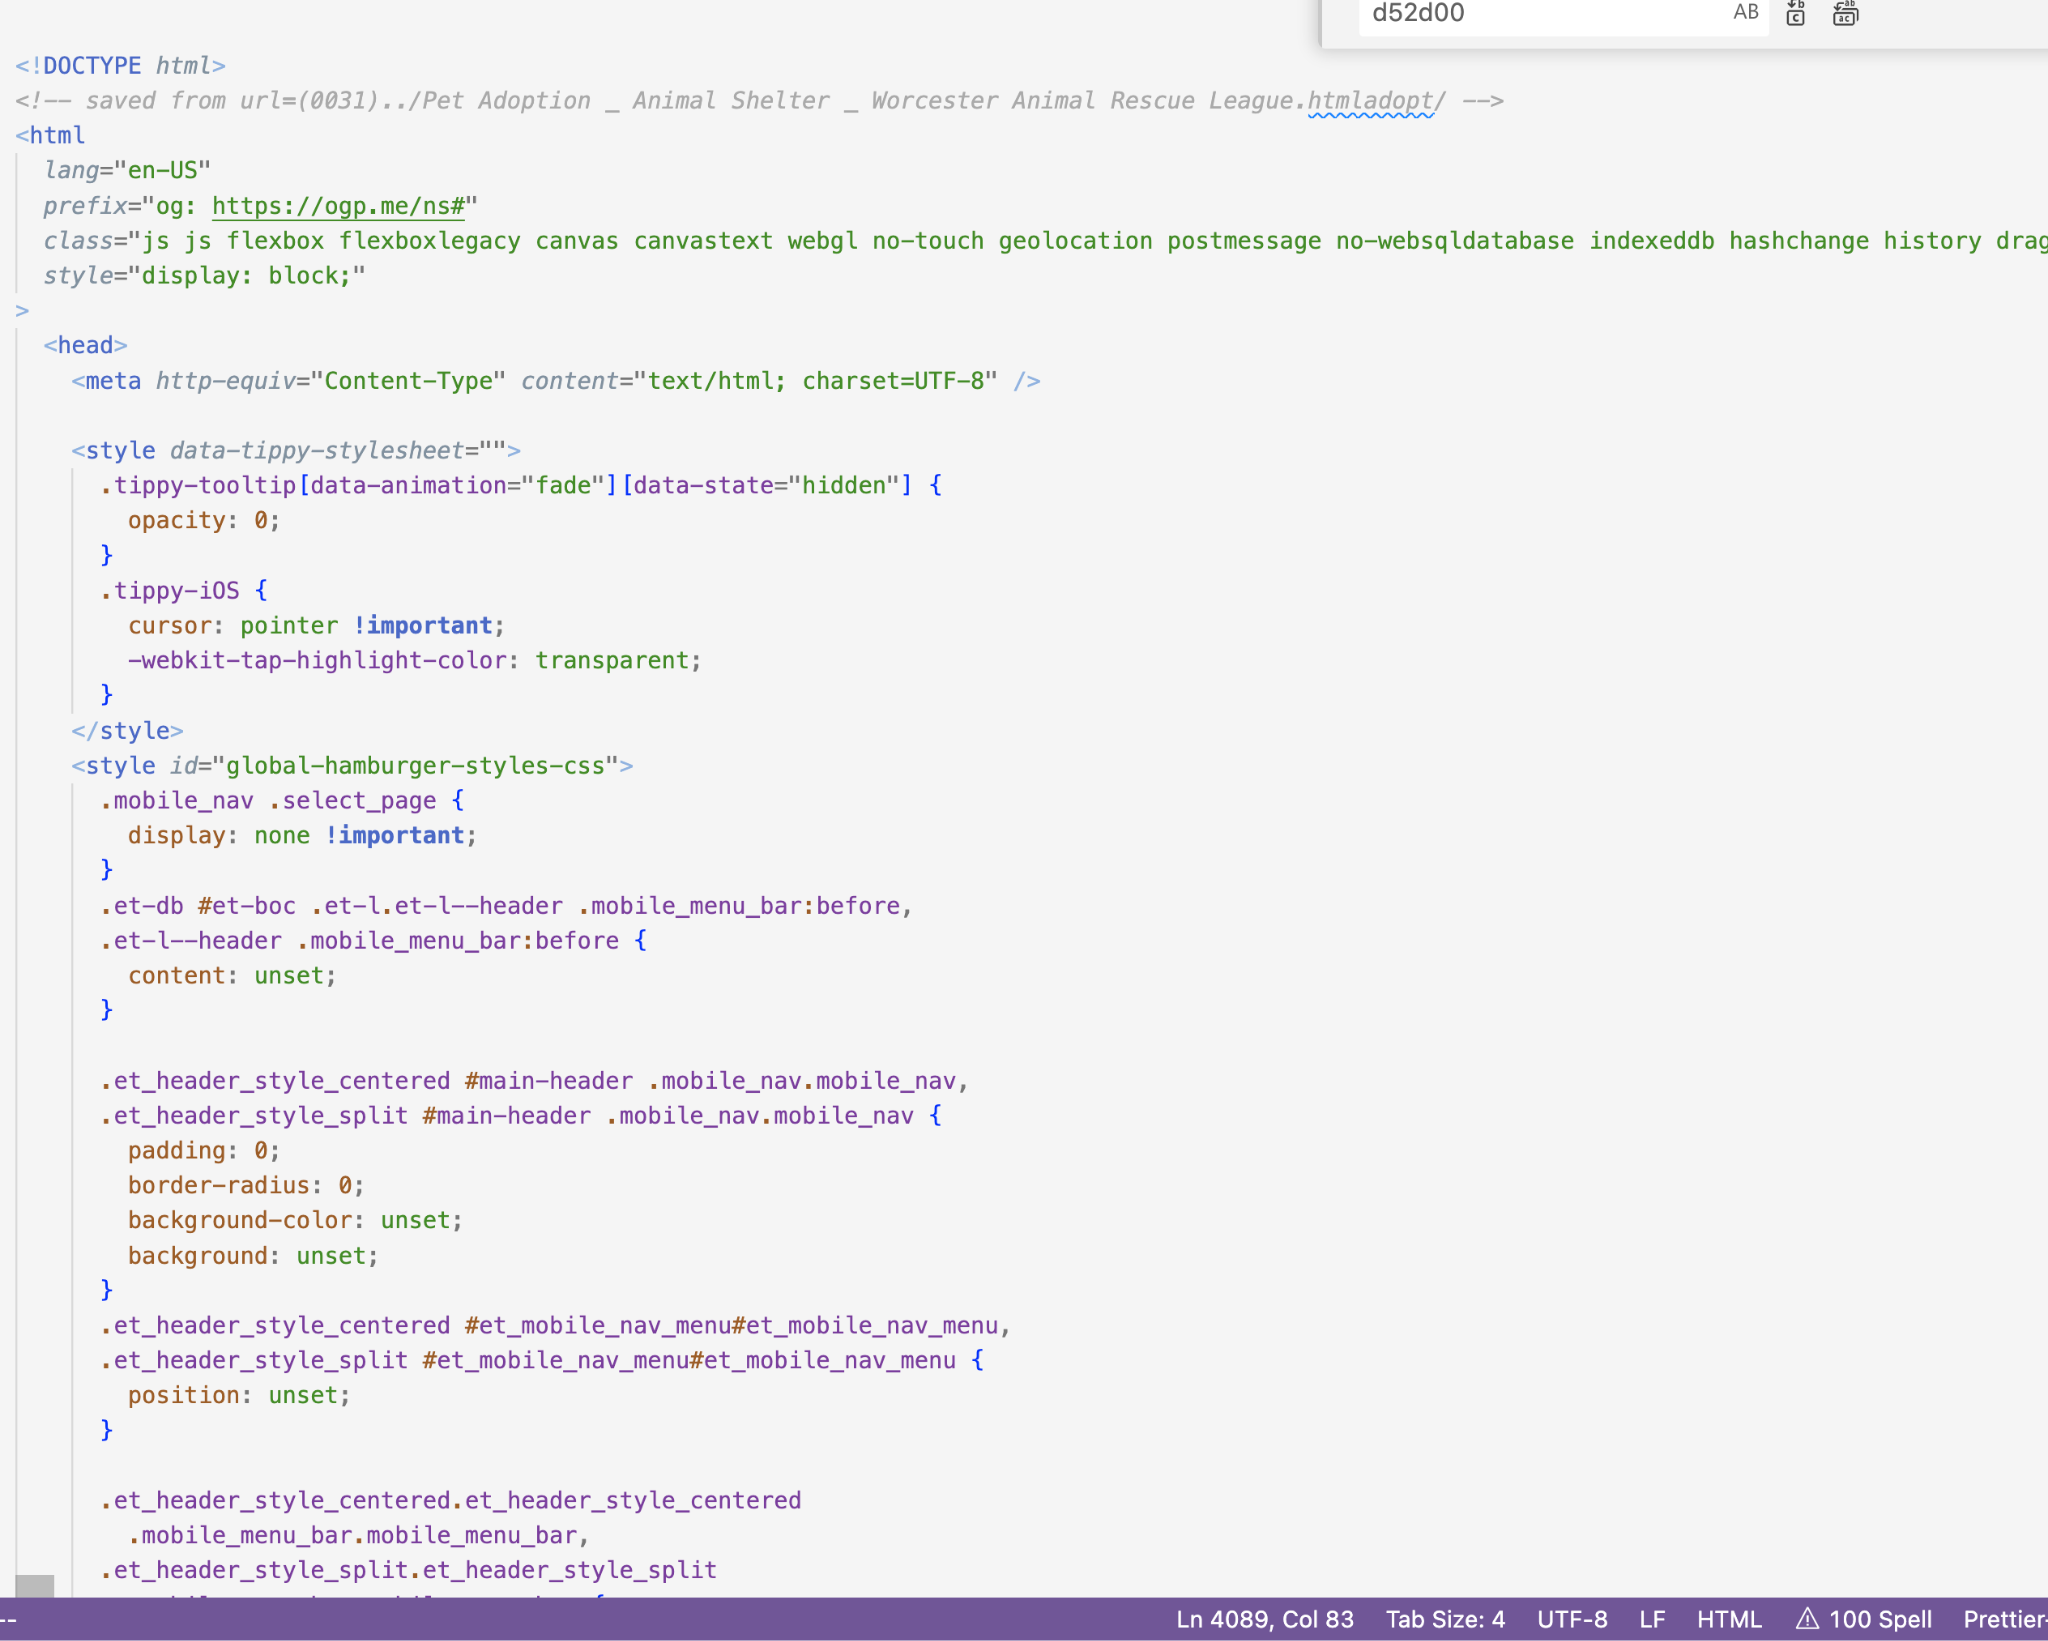 d52d00 AB
<!DOCTYPE html>
<!-- saved from url=(0031)../Pet Adoption _ Animal Shelter _ Worcester Animal Rescue League.htmladopt/ -->
<html
lang="en-US"
prefix="og: https://ogp.me/ns#"
class="js js flexbox flexboxlegacy canvas canvastext webgl no-touch geolocation postmessage no-websqldatabase indexeddb hashchange history drag
style="display: block;"
>
<head>
<meta http-equiv="Content-Type" content="text/html; charset=UTF-8" />
<style data-tippy-stylesheet="">
.tippy-tooltip[data-animation="fade"][data-state="hidden"] {
opacity: 0;
}
.tippy-iOS {
cursor: pointer !important;
-webkit-tap-highlight-color: transparent;
}
</style>
<style id="global-hamburger-styles-css">
.mobile_nav .select_page {
display: none !important;
}
.et-db #et-boc .et-l.et-l--header .mobile_menu_bar:before,
.et-l--header .mobile_menu_bar:before {
content: unset;
}
.et_header_style_centered #main-header .mobile_nav.mobile_nav,
.et_header_style_split #main-header .mobile_nav.mobile_nav {
padding: 0;
border-radius: 0;
background-color: unset;
background: unset;
}
.et_header_style_centered #et_mobile_nav_menu#et_mobile_nav_menu,
.et_header_style_split #et_mobile_nav_menu#et_mobile_nav_menu {
position: unset;
}
.et_header_style_centered.et_header_style_centered
.mobile_menu_bar.mobile_menu_bar,
.et_header_style_split.et_header_style_split
-- Ln 4089, Col 83 Tab Size: 4 UTF-8 LF HTML 100 Spell Prettier-